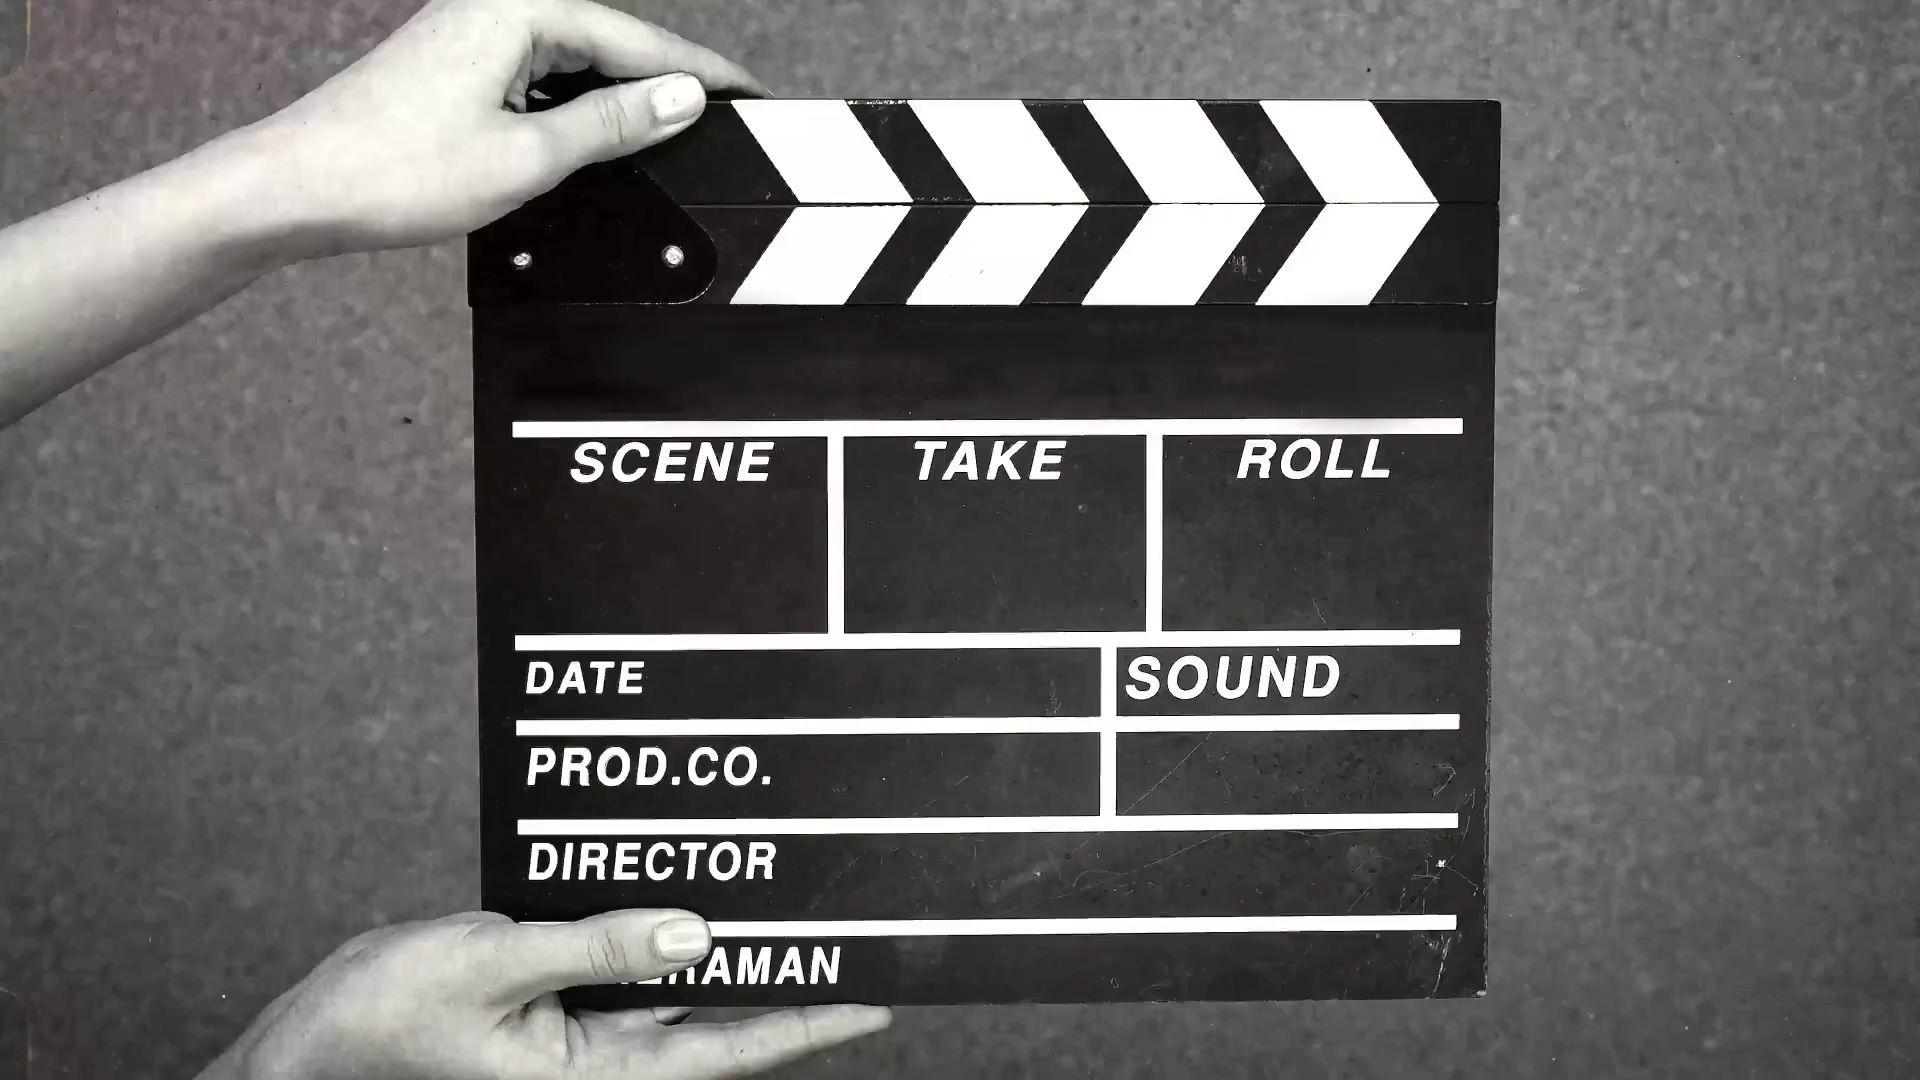 SCENE TAKE ROLL
DATE SOUND
PROD.CO.
DIRECTOR